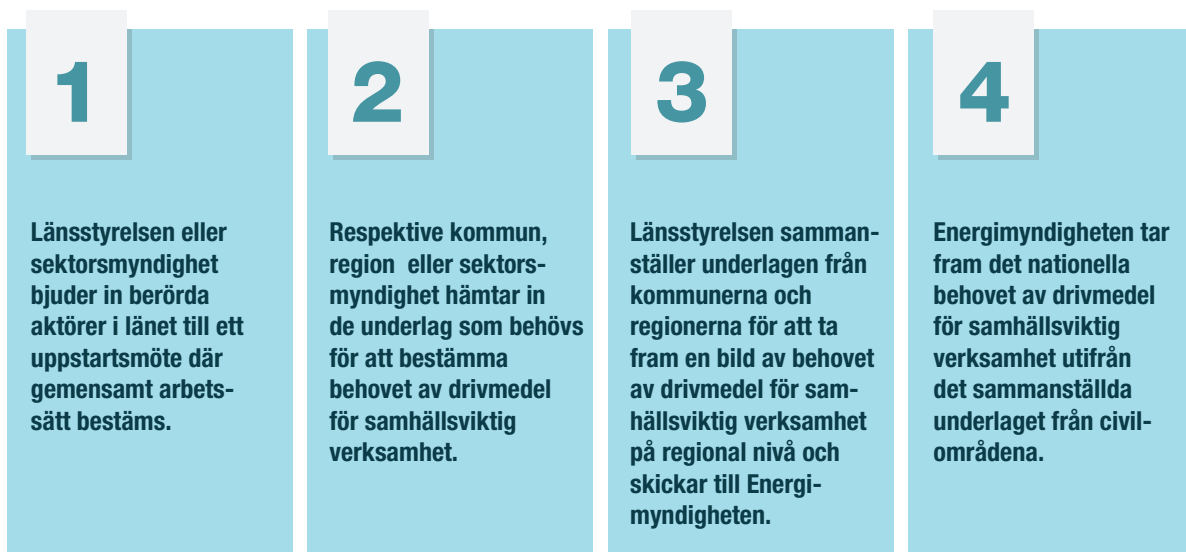 1
Länsstyrelsen eller
sektorsmyndighet
bjuder in berörda
aktörer i länet till ett
uppstartsmöte där
gemensamt arbets-
sätt bestäms.
2
Respektive kommun,
region eller sektors-
myndighet hämtar in
de underlag som behövs
för att bestämma
behovet av drivmedel
för samhällsviktig
verksamhet.
3
Länsstyrelsen samman-
ställer underlagen från
kommunerna och
regionerna för att ta
fram en bild av behovet
av drivmedel för sam-
hällsviktig verksamhet
på regional nivå och
skickar till Energi-
myndigheten.
4
Energimyndigheten tar
fram det nationella
behovet av drivmedel
för samhällsviktig
verksamhet utifrån
det sammanställda
underlaget från civil-
områdena.